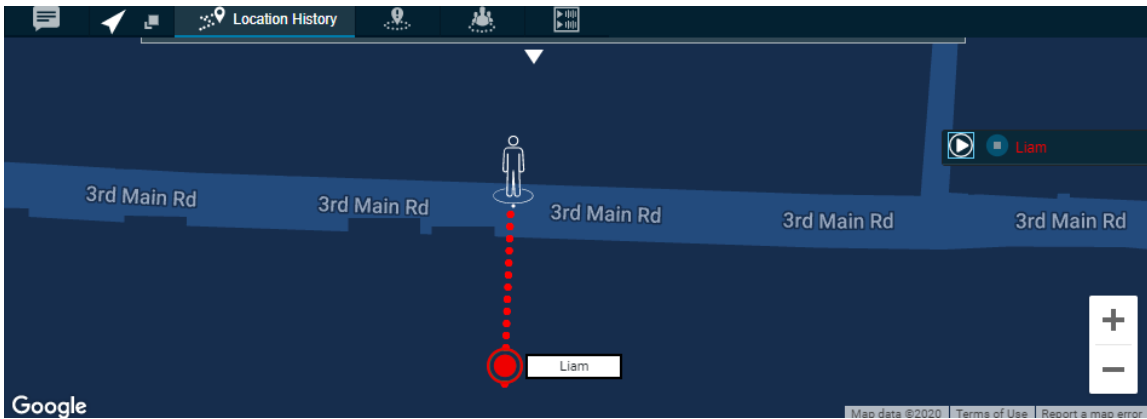 Location History
Liam
3rd Main Rd
3rd Main Rd
3rd Main Rd
3rd Main Rd
3rd Main Rd
Liam
Google
Map data ©2020 Terms of Use Report a map error